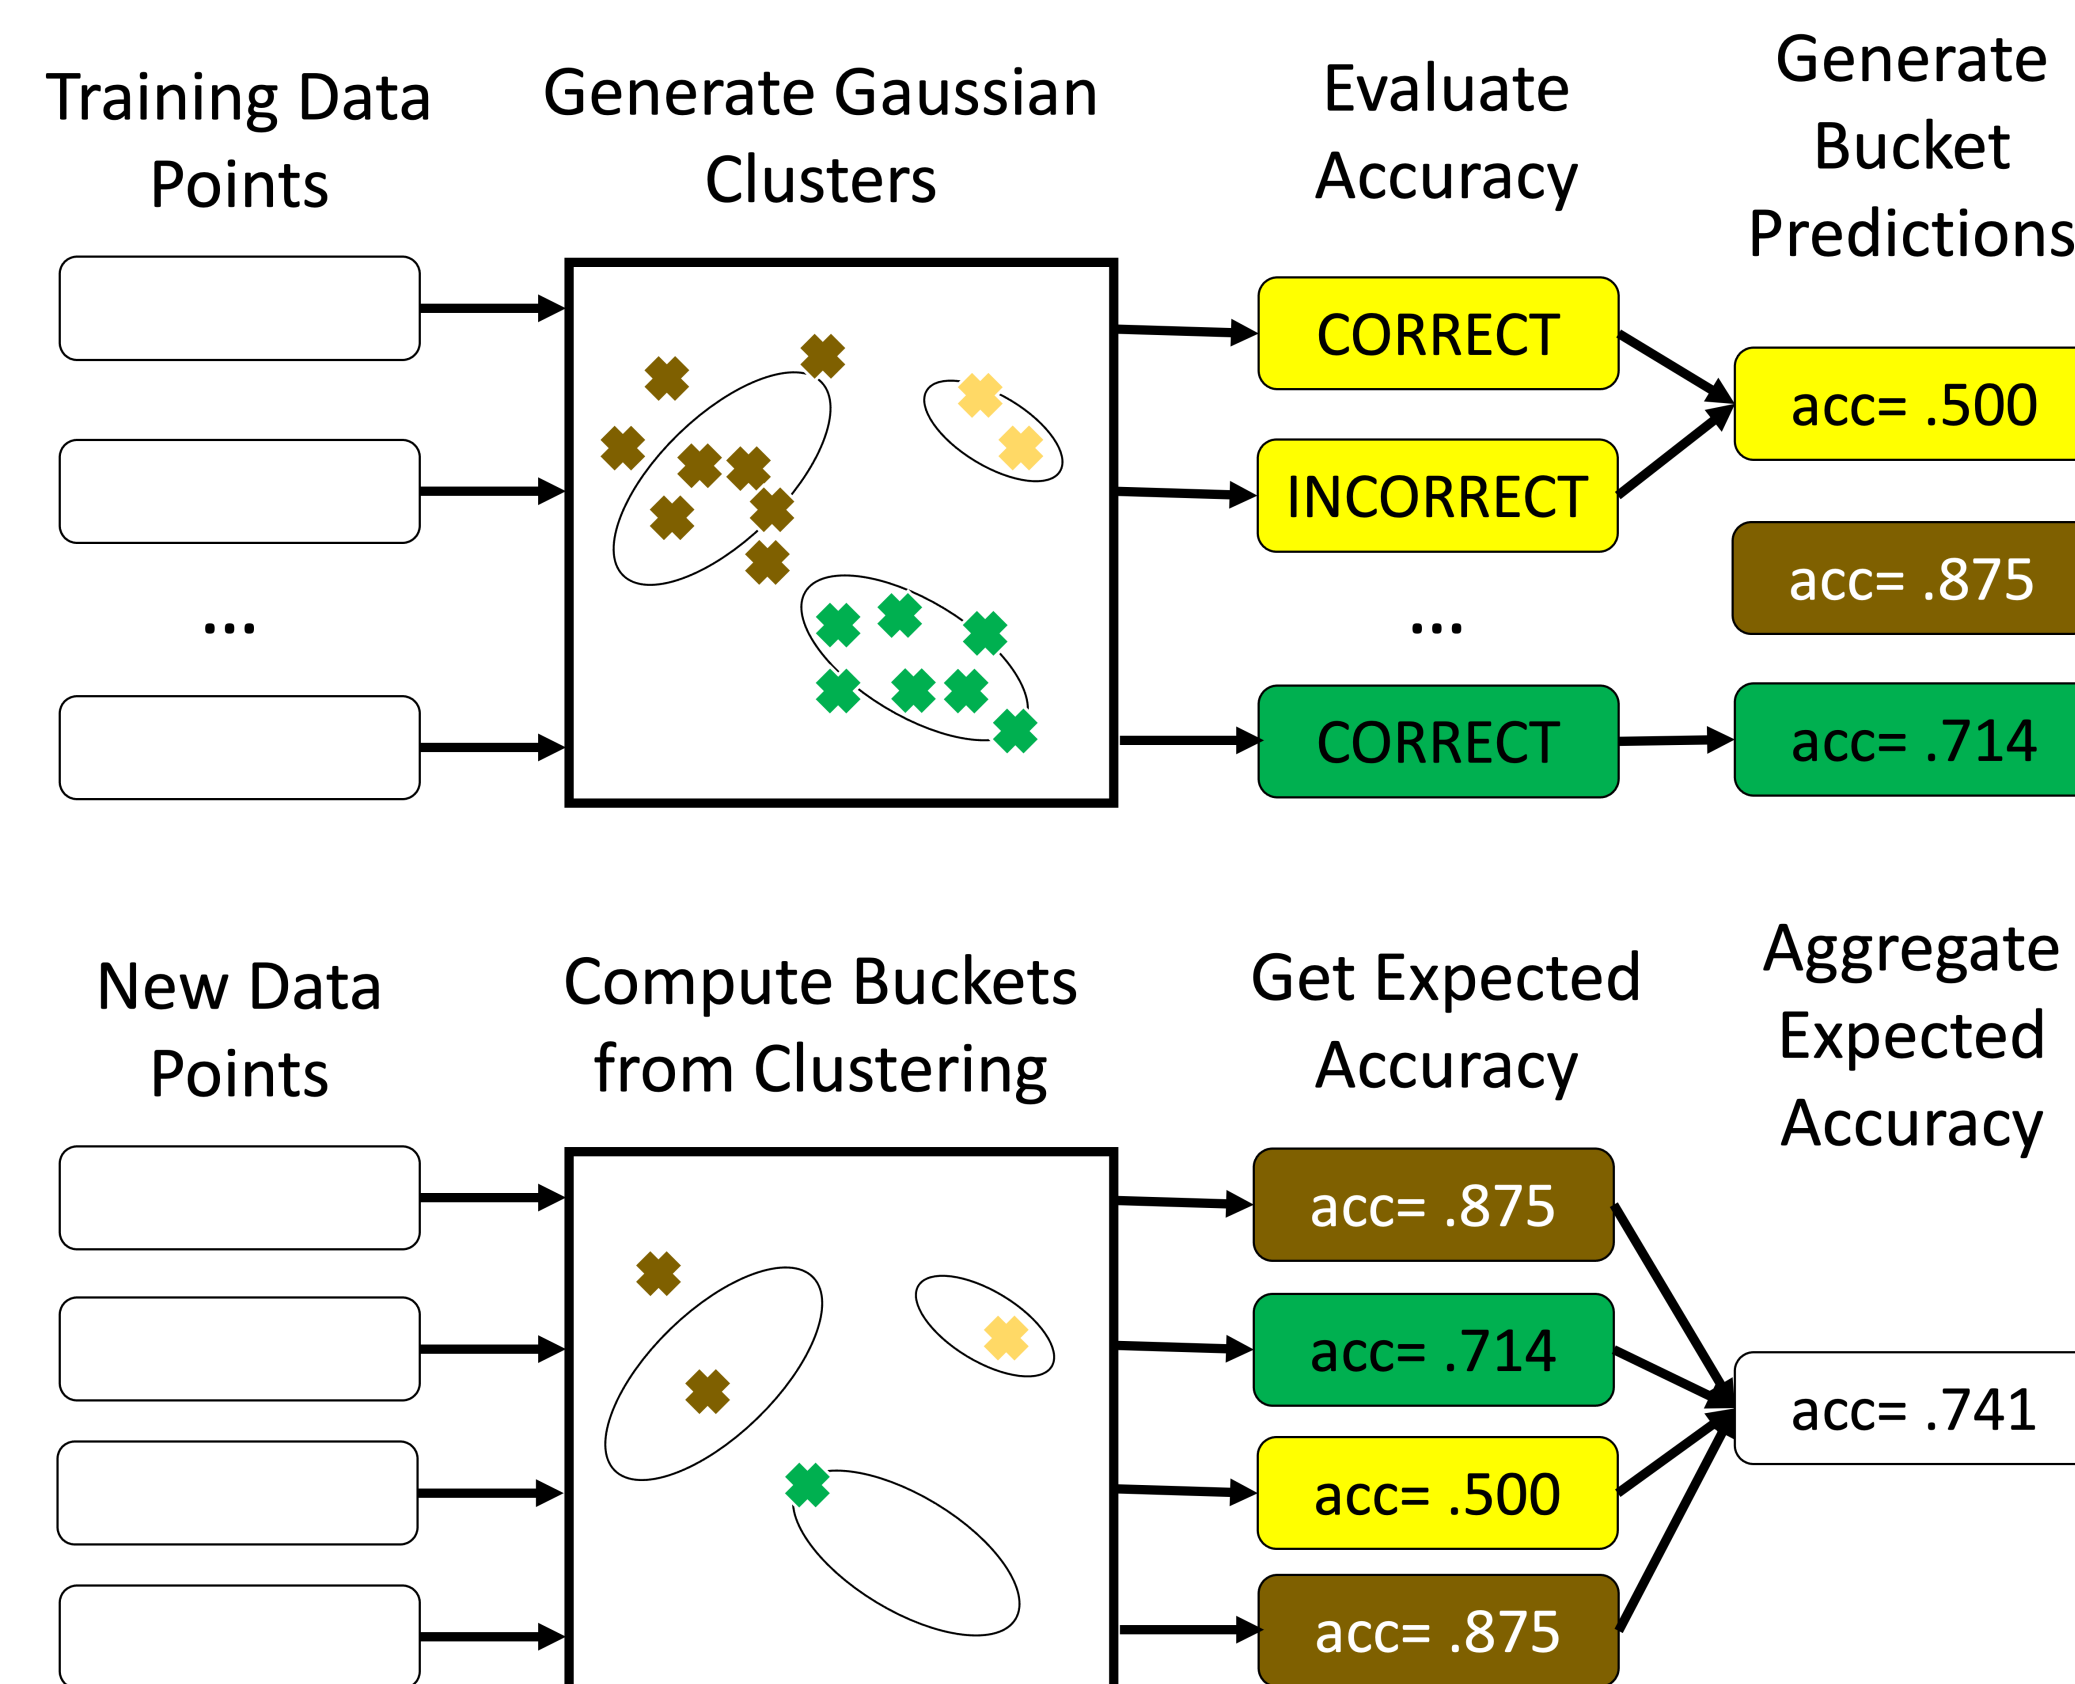 Training Data
Points
Generate Gaussian
Clusters
Evaluate
Accuracy
Generate
Bucket
Predictions
CORRECT
INCORRECT
...
...
CORRECT
acc= .500
acc= .875
acc= .714
New Data
Points
Compute Buckets
from Clustering
Get Expected
Accuracy
Aggregate
Expected
Accuracy
acc= .875
acc= .714
acc= .500
acc= .875
acc= .741